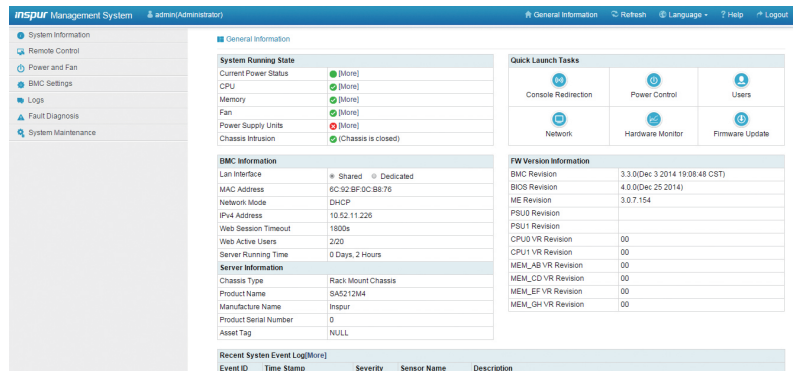 inspur Management System admin(Administrator) General Information Refresh Language ? Help Logout
System Information
Remote Control
Power and Fan
BMC Settings
Logs
Fault Diagnosis
System Maintenance
General Information
System Running State
Current Power Status [More]
CPU [More]
Memory [More]
Fan [More]
Power Supply Units [More]
Chassis Intrusion (Chassis is closed)
Quick Launch Tasks
Console Redirection Power Control Users
Network Hardware Monitor Firmware Update
BMC Information
Lan Interface Shared Dedicated
MAC Address 6C:92:BF:0C:B8:76
Network Mode DHCP
IPv4 Address 10.52.11.226
Web Session Timeout 1800s
Web Active Users 2/20
Server Running Time 0 Days, 2 Hours
Server Information
Chassis Type Rack Mount Chassis
Product Name SA5212M4
Manufacture Name Inspur
Product Serial Number 0
Asset Tag NULL
FW Version Information
BMC Revision 3.3.0(Dec 3 2014 19:08:48 CST)
BIOS Revision 4.0.0(Dec 25 2014)
ME Revision 3.0.7.154
PSU0 Revision
PSU1 Revision
CPU0 VR Revision 00
CPU1 VR Revision 00
MEM_AB VR Revision 00
MEM_CD VR Revision 00
MEM_EF VR Revision 00
MEM_GH VR Revision 00
Recent Systen Event Log[More]
Event ID Time Stamp Severity Sensor Name Description